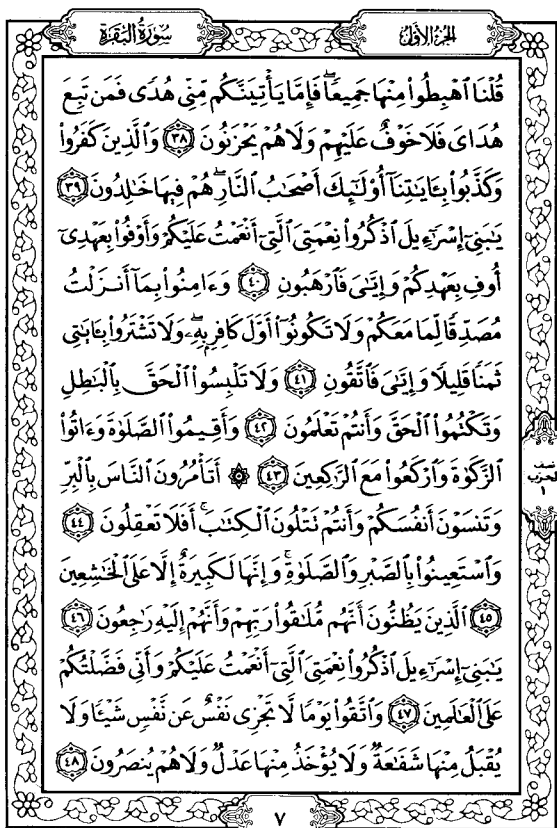 الجزء الأول
سورة البقرة
قُلْنَا ٱهْبِطُوا۟ مِنْهَا جَمِيعًا ۖ فَإِمَّا يَأْتِيَنَّكُم مِّنِّى هُدًى فَمَن تَبِعَ
هُدَاىَ فَلَا خَوْفٌ عَلَيْهِمْ وَلَا هُمْ يَحْزَنُونَ ٣٨ وَٱلَّذِينَ كَفَرُوا۟
وَكَذَّبُوا۟ بِـَٔايَـٰتِنَآ أُو۟لَـٰٓئِكَ أَصْحَـٰبُ ٱلنَّارِ ۖ هُمْ فِيهَا خَـٰلِدُونَ ٣٩
يَـٰبَنِىٓ إِسْرَٰٓءِيلَ ٱذْكُرُوا۟ نِعْمَتِىَ ٱلَّتِىٓ أَنْعَمْتُ عَلَيْكُمْ وَأَوْفُوا۟ بِعَهْدِىٓ
أُوفِ بِعَهْدِكُمْ وَإِيَّـٰىَ فَٱرْهَبُونِ ٤٠ وَءَامِنُوا۟ بِمَآ أَنزَلْتُ
مُصَدِّقًا لِّمَا مَعَكُمْ وَلَا تَكُونُوٓا۟ أَوَّلَ كَافِرٍۭ بِهِۦ ۖ وَلَا تَشْتَرُوا۟ بِـَٔايَـٰتِى
ثَمَنًا قَلِيلًا وَإِيَّـٰىَ فَٱتَّقُونِ ٤١ وَلَا تَلْبِسُوا۟ ٱلْحَقَّ بِٱلْبَـٰطِلِ
وَتَكْتُمُوا۟ ٱلْحَقَّ وَأَنتُمْ تَعْلَمُونَ ٤٢ وَأَقِيمُوا۟ ٱلصَّلَوٰةَ وَءَاتُوا۟
ٱلزَّكَوٰةَ وَٱرْكَعُوا۟ مَعَ ٱلرَّٰكِعِينَ ٤٣ ۞ أَتَأْمُرُونَ ٱلنَّاسَ بِٱلْبِرِّ
وَتَنسَوْنَ أَنفُسَكُمْ وَأَنتُمْ تَتْلُونَ ٱلْكِتَـٰبَ ۚ أَفَلَا تَعْقِلُونَ ٤٤
وَٱسْتَعِينُوا۟ بِٱلصَّبْرِ وَٱلصَّلَوٰةِ ۚ وَإِنَّهَا لَكَبِيرَةٌ إِلَّا عَلَى ٱلْخَـٰشِعِينَ
٤٥ ٱلَّذِينَ يَظُنُّونَ أَنَّهُم مُّلَـٰقُوا۟ رَبِّهِمْ وَأَنَّهُمْ إِلَيْهِ رَٰجِعُونَ ٤٦
يَـٰبَنِىٓ إِسْرَٰٓءِيلَ ٱذْكُرُوا۟ نِعْمَتِىَ ٱلَّتِىٓ أَنْعَمْتُ عَلَيْكُمْ وَأَنِّى فَضَّلْتُكُمْ
عَلَى ٱلْعَـٰلَمِينَ ٤٧ وَٱتَّقُوا۟ يَوْمًا لَّا تَجْزِى نَفْسٌ عَن نَّفْسٍ شَيْـًٔا وَلَا
يُقْبَلُ مِنْهَا شَفَـٰعَةٌ وَلَا يُؤْخَذُ مِنْهَا عَدْلٌ وَلَا هُمْ يُنصَرُونَ ٤٨
نصف
الحزب
١
٧